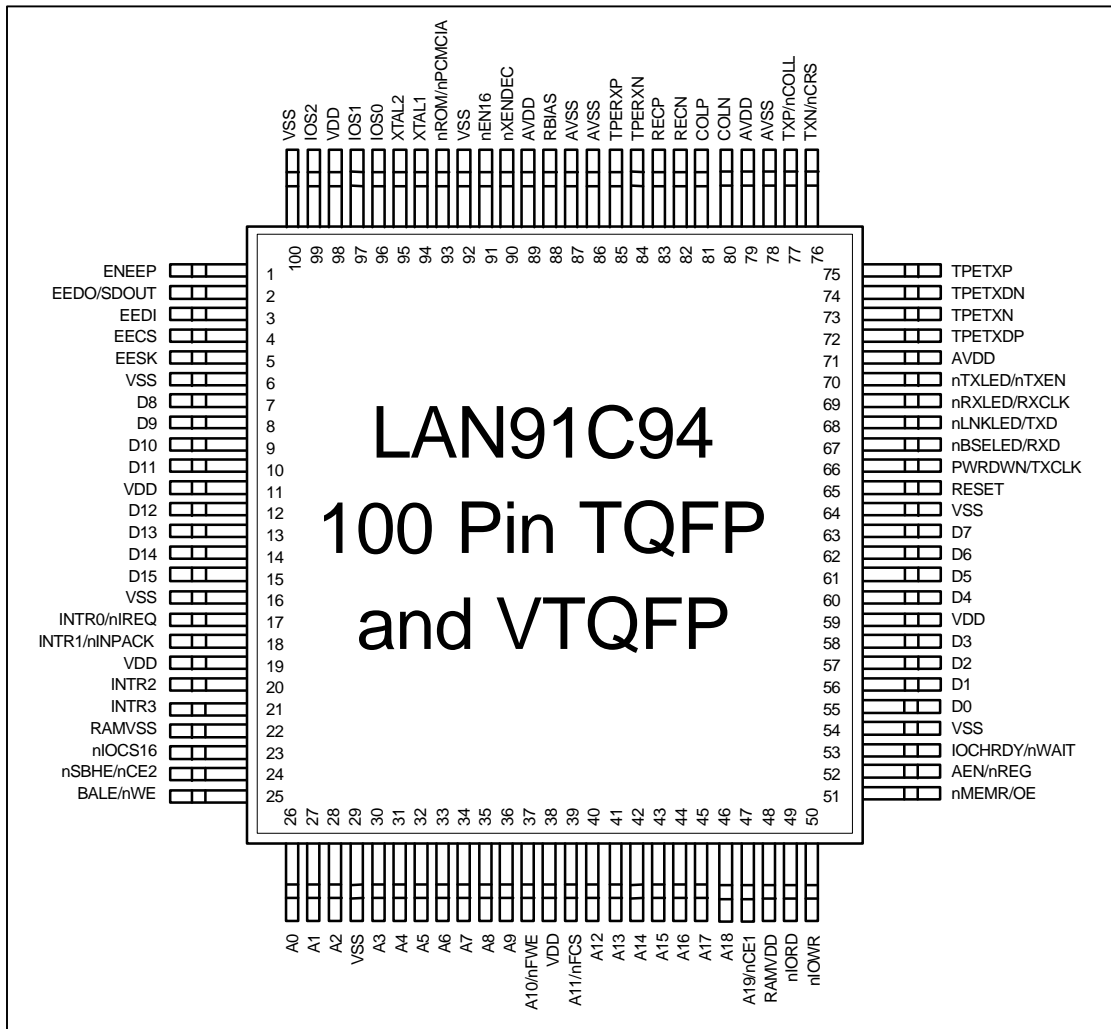 VSS
IOS2
VDD
IOS1
IOS0
XTAL2
XTAL1
nROM/nPCMCIA
VSS
nEN16
nXENDEC
AVDD
RBIAS
AVSS
AVSS
TPERXP
TPERXN
RECP
RECN
COLP
COLN
AVDD
AVSS
TXP/nCOLL
TXN/nCRS
100
99
98
97
96
95
94
93
92
91
90
89
88
87
86
85
84
83
82
81
80
79
78
77
76
ENEEP
EEDO/SDOUT
EEDI
EECS
EESK
VSS
D8
D9
D10
D11
VDD
D12
D13
D14
D15
VSS
INTR0/nIREQ
INTR1/nINPACK
VDD
INTR2
INTR3
RAMVSS
nIOCS16
nSBHE/nCE2
BALE/nWE
1
2
3
4
5
6
7
8
9
10
11
12
13
14
15
16
17
18
19
20
21
22
23
24
25
LAN91C94
100 Pin TQFP
and VTQFP
75
74
73
72
71
70
69
68
67
66
65
64
63
62
61
60
59
58
57
56
55
54
53
52
51
TPETXP
TPETXDN
TPETXN
TPETXDP
AVDD
nTXLED/nTXEN
nRXLED/RXCLK
nLNKLED/TXD
nBSELED/RXD
PWRDWN/TXCLK
RESET
VSS
D7
D6
D5
D4
VDD
D3
D2
D1
D0
VSS
IOCHRDY/nWAIT
AEN/nREG
nMEMR/OE
26
27
28
29
30
31
32
33
34
35
36
37
38
39
40
41
42
43
44
45
46
47
48
49
50
A0
A1
A2
VSS
A3
A4
A5
A6
A7
A8
A9
A10/nFWE
VDD
A11/nFCS
A12
A13
A14
A15
A16
A17
A18
A19/nCE1
RAMVDD
nIORD
nIOWR